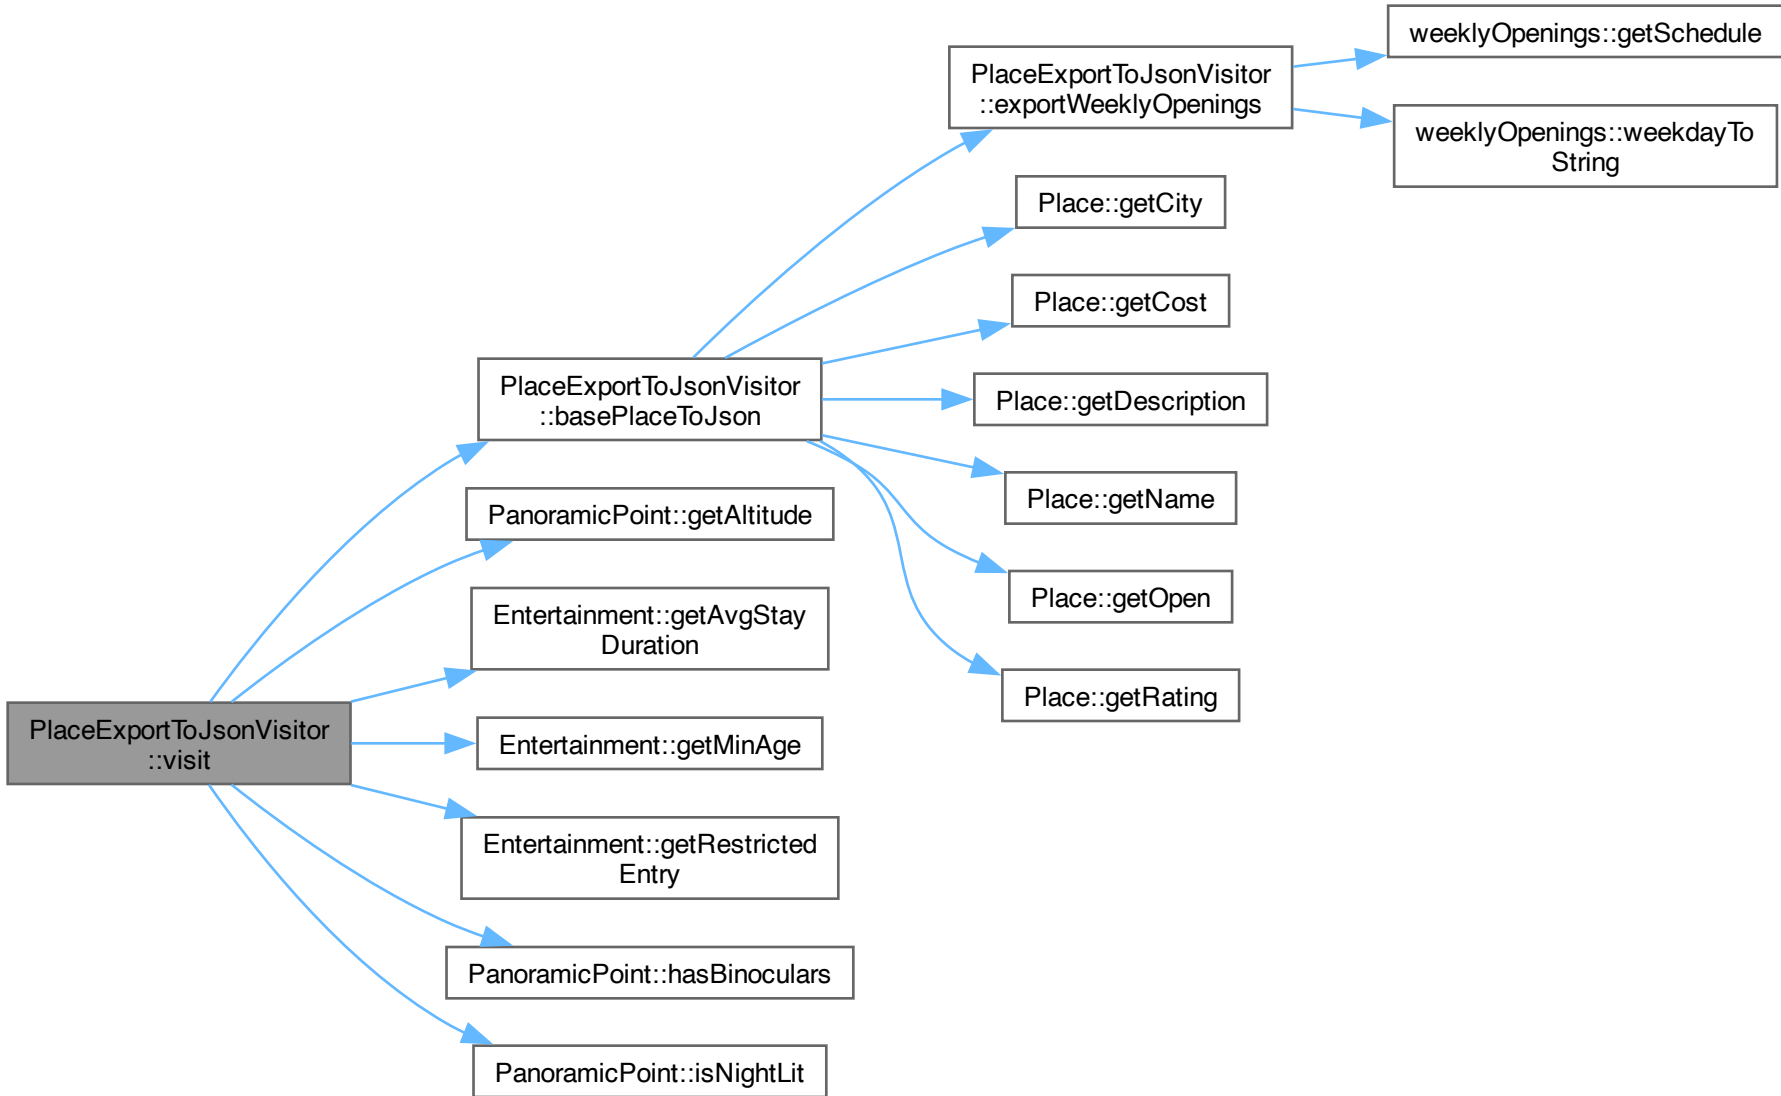 PlaceExportToJsonVisitor
::visit
PlaceExportToJsonVisitor
::basePlaceToJson
PlaceExportToJsonVisitor
::exportWeeklyOpenings
weeklyOpenings::getSchedule
weeklyOpenings::weekdayTo
String
Place::getCity
Place::getCost
Place::getDescription
Place::getName
Place::getOpen
Place::getRating
PanoramicPoint::getAltitude
Entertainment::getAvgStay
Duration
Entertainment::getMinAge
Entertainment::getRestricted
Entry
PanoramicPoint::hasBinoculars
PanoramicPoint::isNightLit